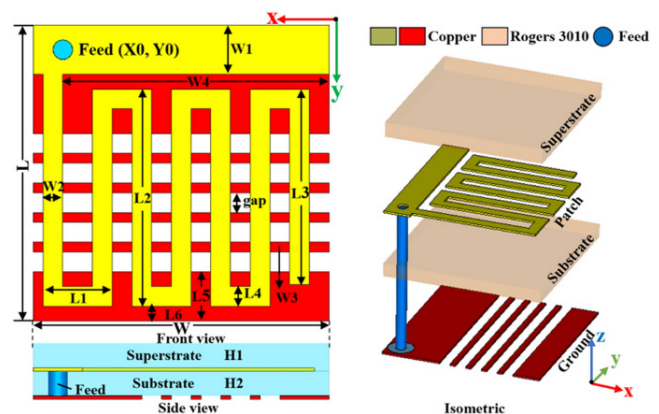 x
Feed (X0, Y0)
W1
y
W4
L
W2
L2
gap
L3
L1
L5
L4
W3
L6
W
Front view
Superstrate H1
Substrate H2
Feed
Side view
Copper
Rogers 3010
Feed
Superstrate
Patch
Substrate
Ground
z
y
x
Isometric